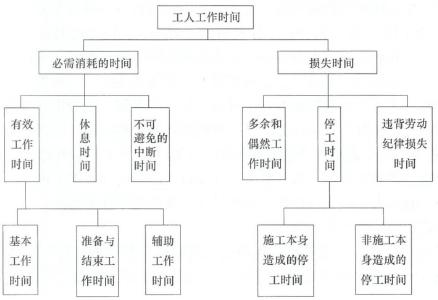 工人工作时间
必需消耗的时间
损失时间
有效
工作
时间
休
息
时
间
不可
避免的
中断
时间
多余和
偶然工
作时间
停
工
时
间
违背劳动
纪律损失
时间
基本
工作
时间
准备与
结束工
作时间
辅助
工作
时间
施工本身
造成的停
工时间
非施工本
身造成的
停工时间